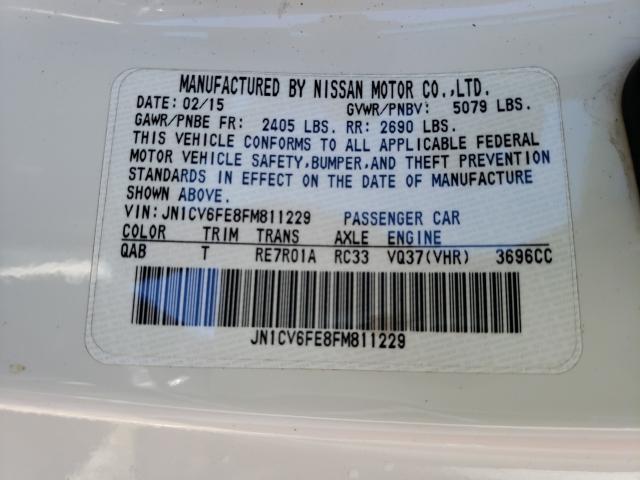 MANUFACTURED BY NISSAN MOTOR CO.,LTD.
DATE: 02/15 GVWR/PNBV: 5079 LBS.
GAWR/PNBE FR: 2405 LBS. RR: 2690 LBS.
THIS VEHICLE CONFORMS TO ALL APPLICABLE FEDERAL
MOTOR VEHICLE SAFETY,BUMPER,AND THEFT PREVENTION
STANDARDS IN EFFECT ON THE DATE OF MANUFACTURE
SHOWN ABOVE.
VIN:JN1CV6FE8FM811229 PASSENGER CAR
COLOR TRIM TRANS AXLE ENGINE
QAB T RE7R01A RC33 VQ37(VHR) 3696CC
JN1CV6FE8FM811229